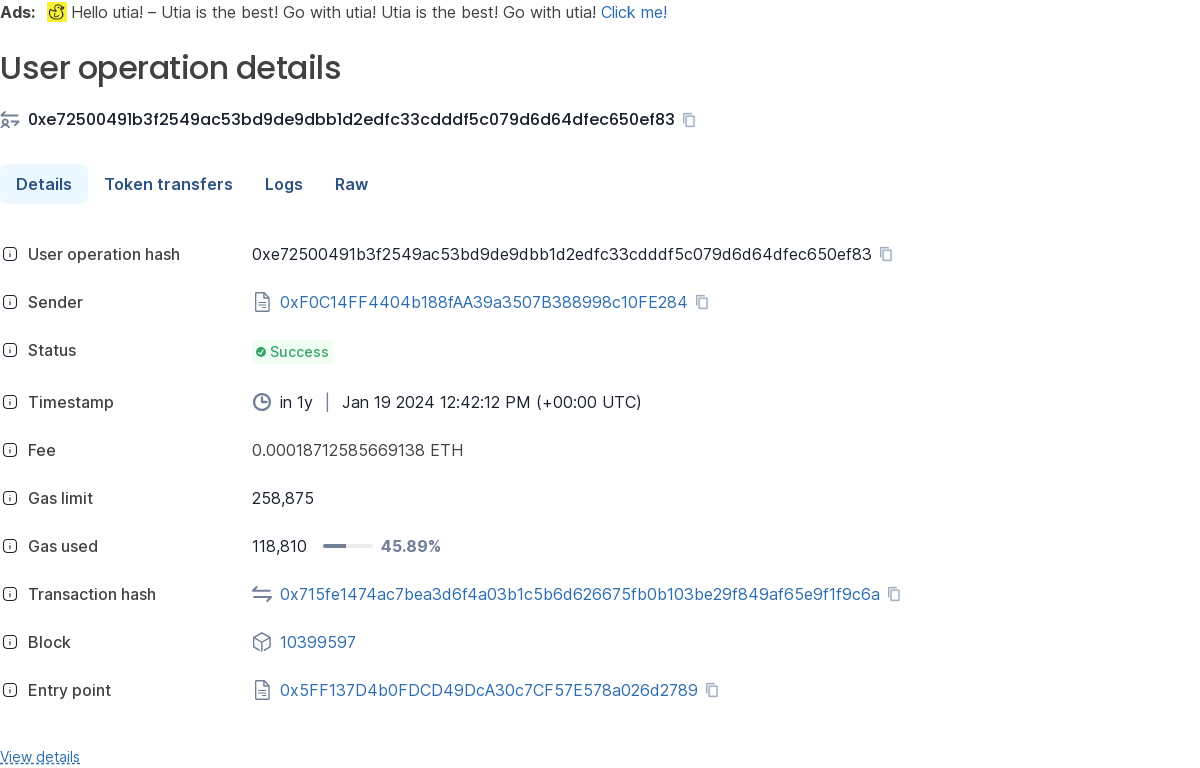 Ads: Hello utia! – Utia is the best! Go with utia! Utia is the best! Go with utia! Click me!
User operation details
0xe72500491b3f2549ac53bd9de9dbb1d2edfc33cdddf5c079d6d64dfec650ef83
Details Token transfers Logs Raw
User operation hash 0xe72500491b3f2549ac53bd9de9dbb1d2edfc33cdddf5c079d6d64dfec650ef83
Sender 0xF0C14FF4404b188fAA39a3507B388998c10FE284
Status Success
Timestamp in 1y | Jan 19 2024 12:42:12 PM (+00:00 UTC)
Fee 0.00018712585669138 ETH
Gas limit 258,875
Gas used 118,810 45.89%
Transaction hash 0x715fe1474ac7bea3d6f4a03b1c5b6d626675fb0b103be29f849af65e9f1f9c6a
Block 10399597
Entry point 0x5FF137D4b0FDCD49DcA30c7CF57E578a026d2789
View details